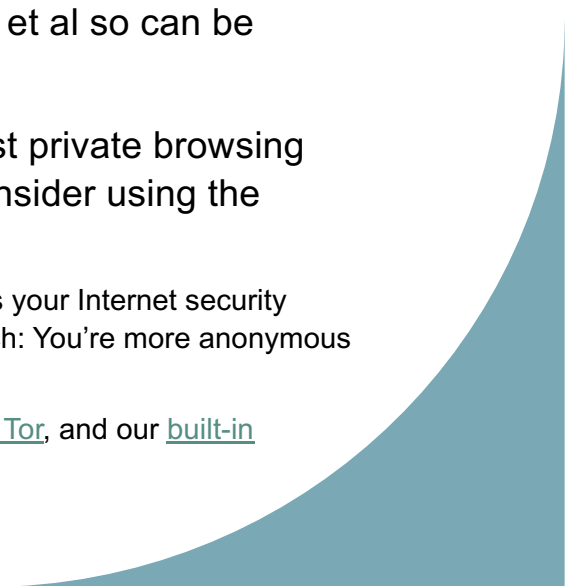 et al so can be
st private browsing
nsider using the
s your Internet security
h: You’re more anonymous
Tor, and our built-in